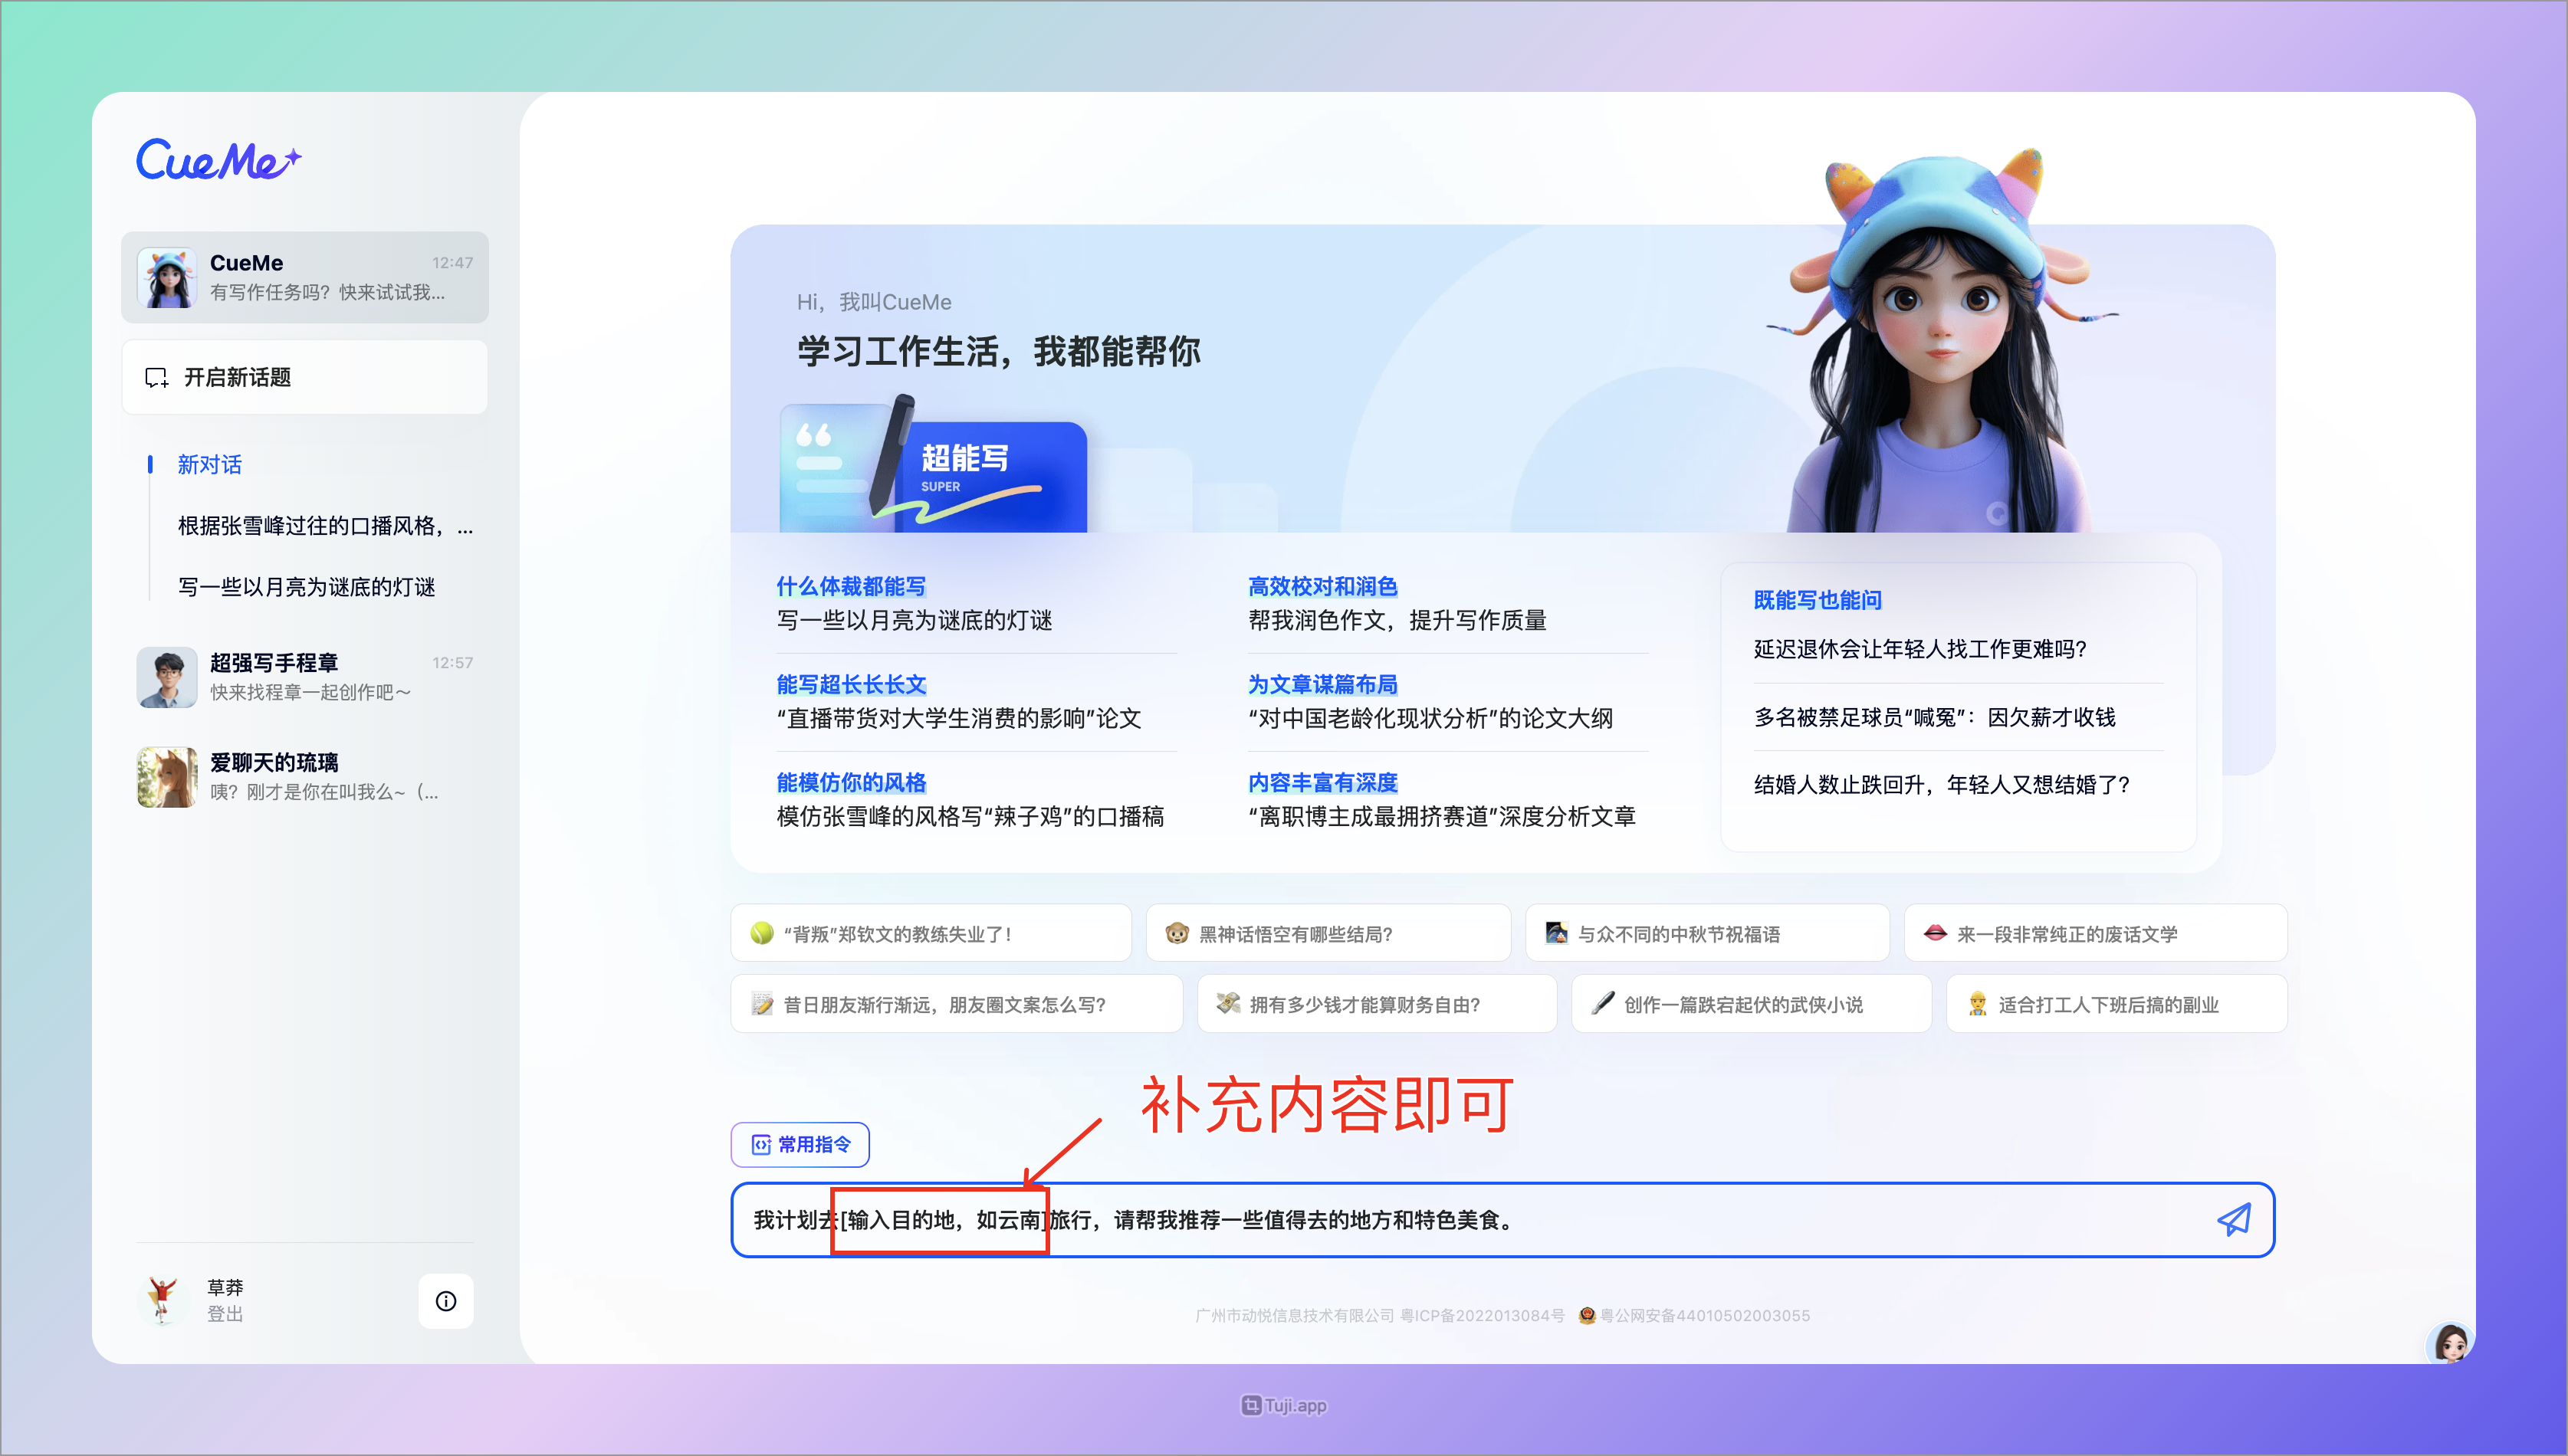 CueMe
CueMe 12:47
有写作任务吗？快来试试我...
开启新话题
新对话
根据张雪峰过往的口播风格，...
写一些以月亮为谜底的灯谜
超强写手程章 12:57
快来找程章一起创作吧～
爱聊天的琉璃
咦？刚才是你在叫我么~（...
草莽
登出
Hi，我叫CueMe
学习工作生活，我都能帮你
超能写
SUPER
什么体裁都能写
写一些以月亮为谜底的灯谜
能写超长长长文
“直播带货对大学生消费的影响”论文
能模仿你的风格
模仿张雪峰的风格写“辣子鸡”的口播稿
高效校对和润色
帮我润色作文，提升写作质量
为文章谋篇布局
“对中国老龄化现状分析”的论文大纲
内容丰富有深度
“离职博主成最拥挤赛道”深度分析文章
既能写也能问
延迟退休会让年轻人找工作更难吗？
多名被禁足球员“喊冤”：因欠薪才收钱
结婚人数止跌回升，年轻人又想结婚了？
“背叛”郑钦文的教练失业了！
黑神话悟空有哪些结局？
与众不同的中秋节祝福语
来一段非常纯正的废话文学
昔日朋友渐行渐远，朋友圈文案怎么写？
拥有多少钱才能算财务自由？
创作一篇跌宕起伏的武侠小说
适合打工人下班后搞的副业
补充内容即可
常用指令
我计划去[输入目的地，如云南]旅行，请帮我推荐一些值得去的地方和特色美食。
广州市动悦信息技术有限公司 粤ICP备2022013084号 粤公网安备44010502003055
Tuji.app